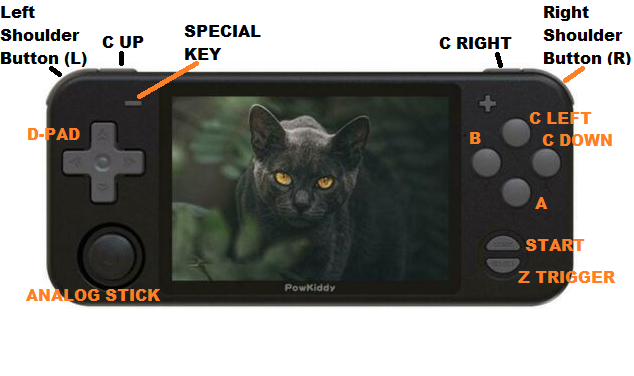 Left
Shoulder
Button (L)
C UP
SPECIAL
KEY
C RIGHT
Right
Shoulder
Button (R)
D-PAD
C LEFT
B
C DOWN
A
START
Z TRIGGER
ANALOG STICK
PowKiddy